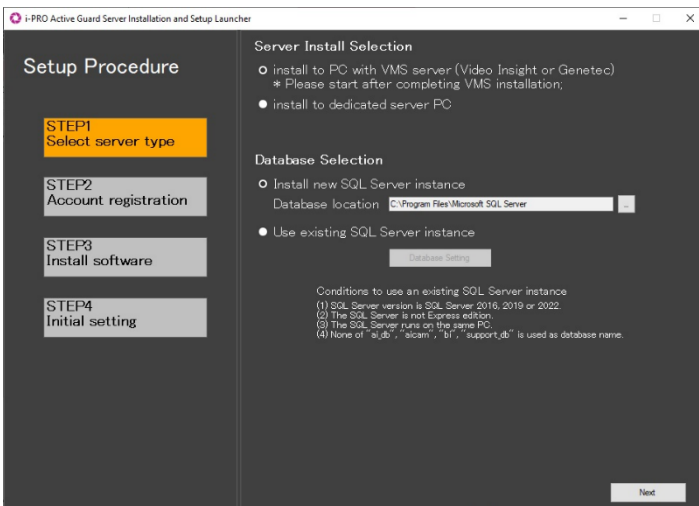 i-PRO Active Guard Server Installation and Setup Launcher
Setup Procedure
STEP1
Select server type
STEP2
Account registration
STEP3
Install software
STEP4
Initial setting
Server Install Selection
install to PC with VMS server (Video Insight or Genetec)
* Please start after completing VMS installation;
install to dedicated server PC
Database Selection
Install new SQL Server instance
Database location C:\Program Files\Microsoft SQL Server ...
Use existing SQL Server instance
Database Setting
Conditions to use an existing SQL Server instance
(1) SQL Server version is SQL Server 2016, 2019 or 2022.
(2) The SQL Server is not Express edition.
(3) The SQL Server runs on the same PC.
(4) None of "ai_db", "aicam", "bi", "support_db" is used as database name.
Next